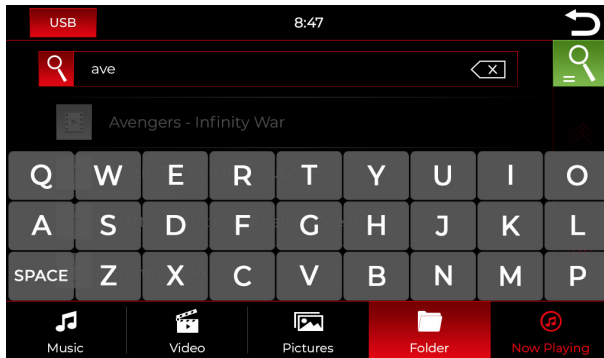 USB 8:47
ave
Avengers - Infinity War
Q W E R T Y U I O
A S D F G H J K L
SPACE Z X C V B N M P
Music Video Pictures Folder Now Playing